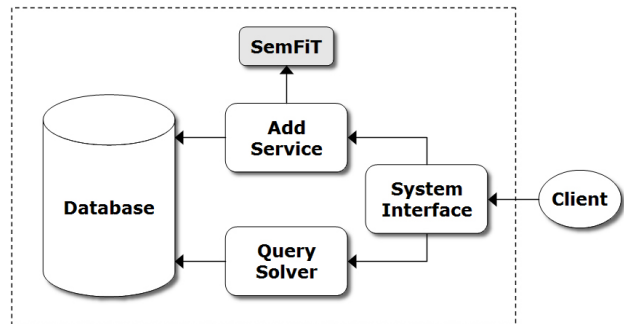 SemFiT
Add
Service
Database
System
Interface
Client
Query
Solver